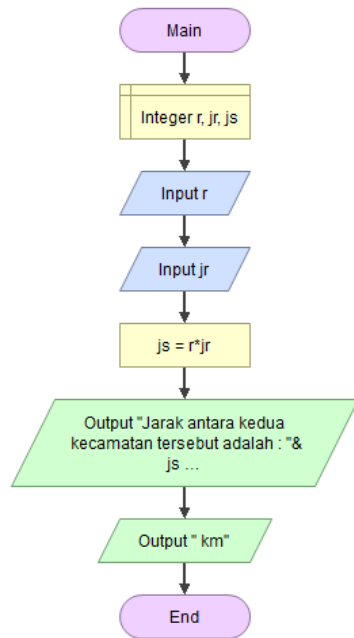 Main
Integer r, jr, js
Input r
Input jr
js = r*jr
Output "Jarak antara kedua
kecamatan tersebut adalah : "&
js ...
Output " km"
End